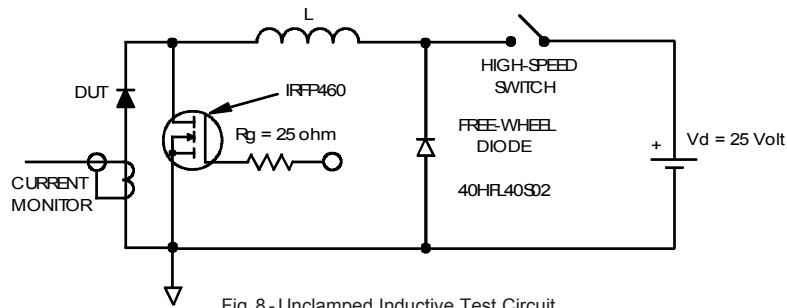 L
HIGH-SPEED
SWITCH
DUT
IRFP460
Rg = 25 ohm
FREE-WHEEL
DIODE
+
Vd = 25 Volt
CURRENT
MONITOR
40HFL40S02
Fig. 8 - Unclamped Inductive Test Circuit